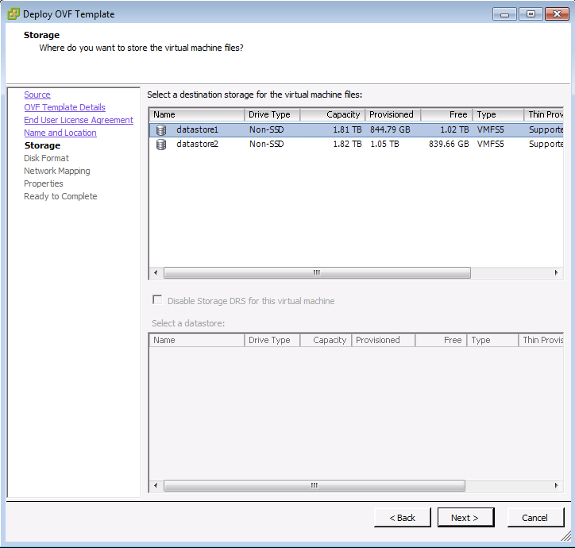 Deploy OVF Template
Storage
Where do you want to store the virtual machine files?
Source
OVF Template Details
End User License Agreement
Name and Location
Storage
Disk Format
Network Mapping
Properties
Ready to Complete
Select a destination storage for the virtual machine files:
Name Drive Type Capacity Provisioned Free Type Thin Provis
datastore1 Non-SSD 1.81 TB 844.79 GB 1.02 TB VMFS5 Supporte
datastore2 Non-SSD 1.82 TB 1.05 TB 839.66 GB VMFS5 Supporte
Disable Storage DRS for this virtual machine
Select a datastore:
Name Drive Type Capacity Provisioned Free Type Thin Provis
< Back Next > Cancel